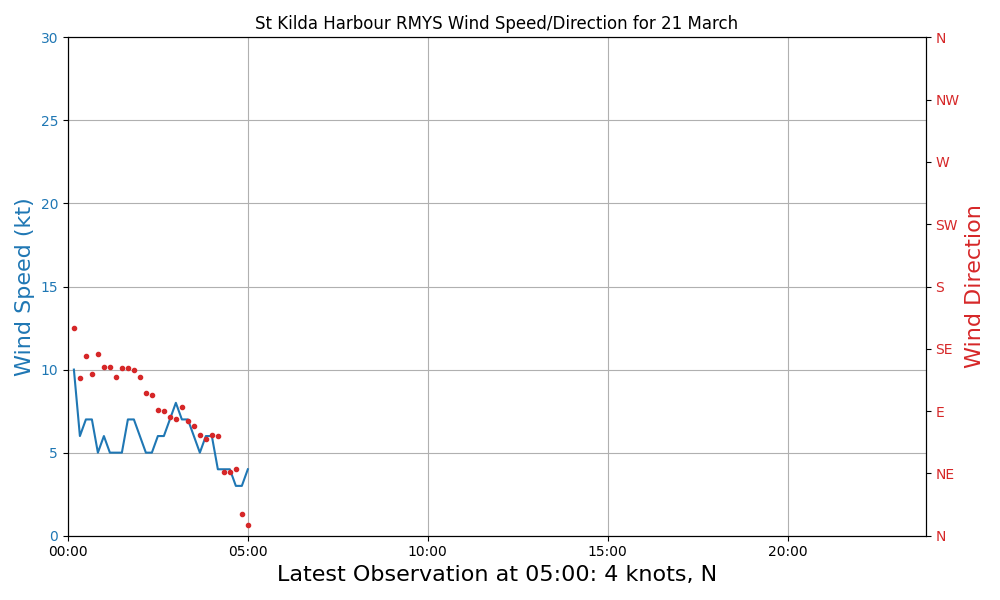 St Kilda Harbour RMYS Wind Speed/Direction for 21 March
Wind Speed (kt)
30
25
20
15
10
5
0
00:00
05:00
10:00
15:00
20:00
N
NW
W
SW
S
SE
E
NE
N
Wind Direction
Latest Observation at 05:00: 4 knots, N